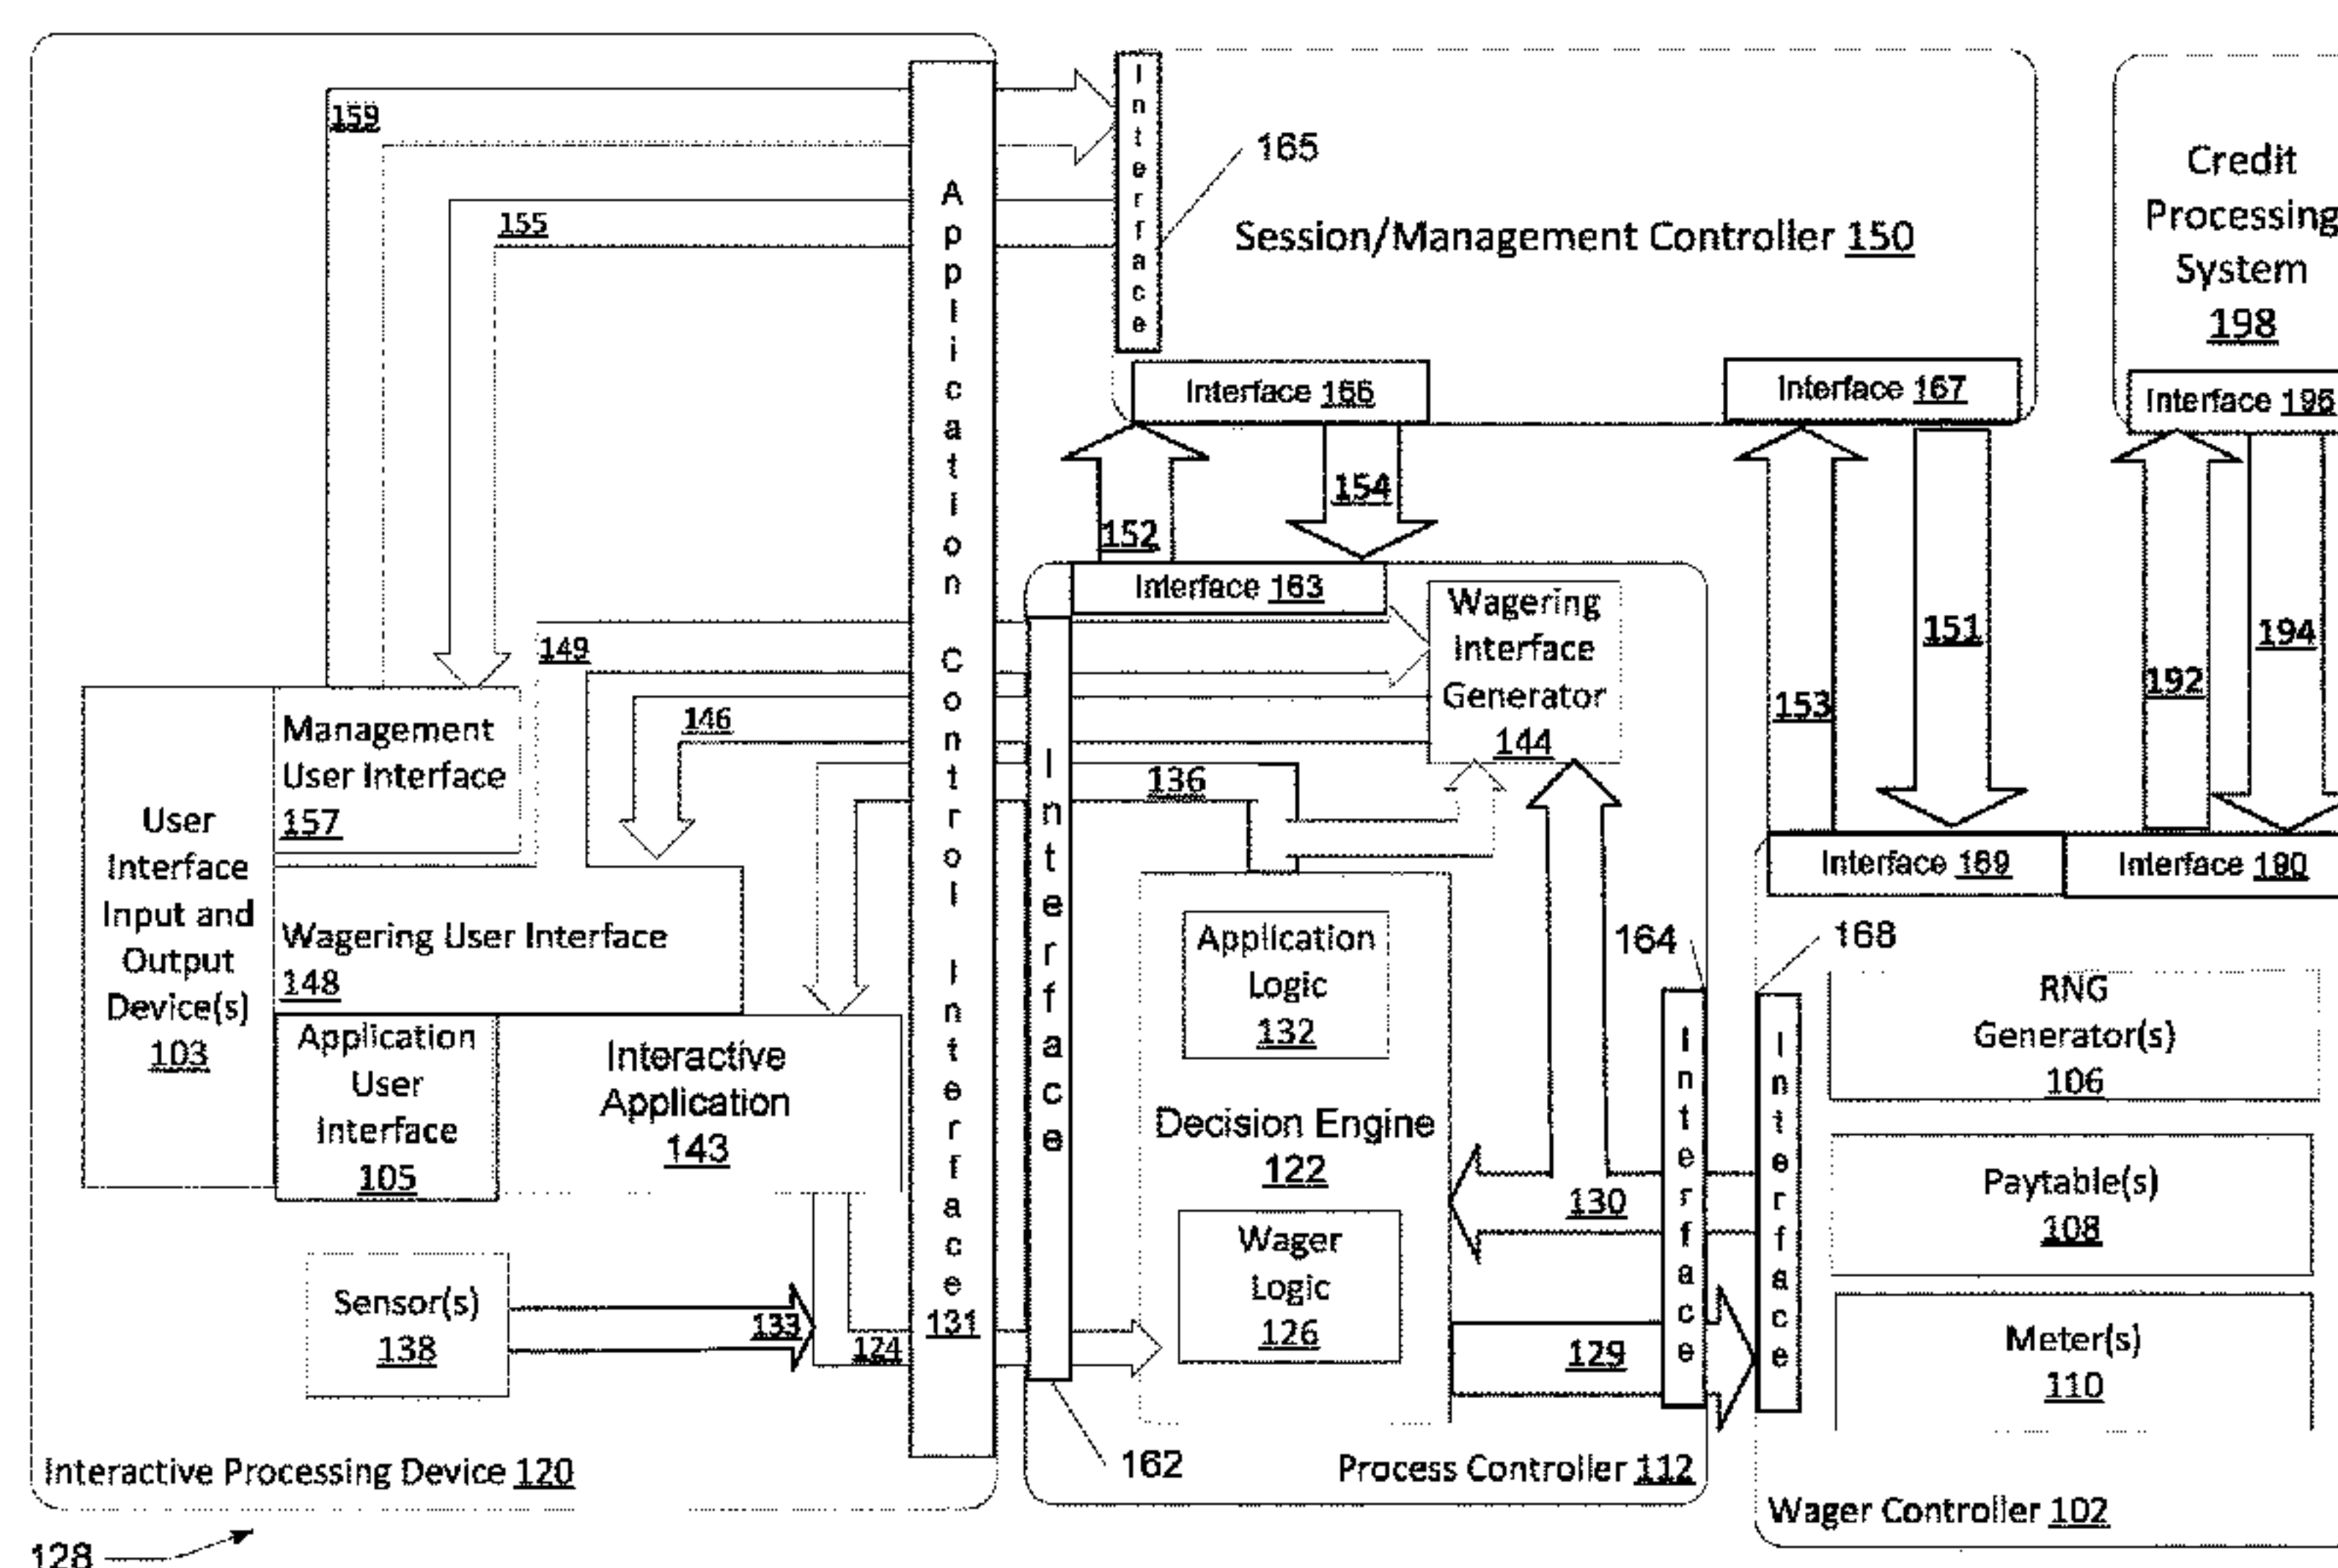 159
155
Application Control Interface
131
Interface
165
Session/Management Controller 150
Interface 166
Interface 167
Credit
Processing
System
198
Interface 196
152
154
153
151
192
194
Interface 163
Wagering
Interface
Generator
144
149
146
136
Management
User Interface
157
User
Interface
Input and
Output
Device(s)
103
Wagering User Interface
148
Application
User
Interface
105
Interactive
Application
143
Sensor(s)
138
133
124
Interactive Processing Device 120
128
Interface
162
Application
Logic
132
Decision Engine
122
Wager
Logic
126
130
129
164
Interface
Process Controller 112
Interface 169
Interface 190
168
Interface
RNG
Generator(s)
106
Paytable(s)
108
Meter(s)
110
Wager Controller 102